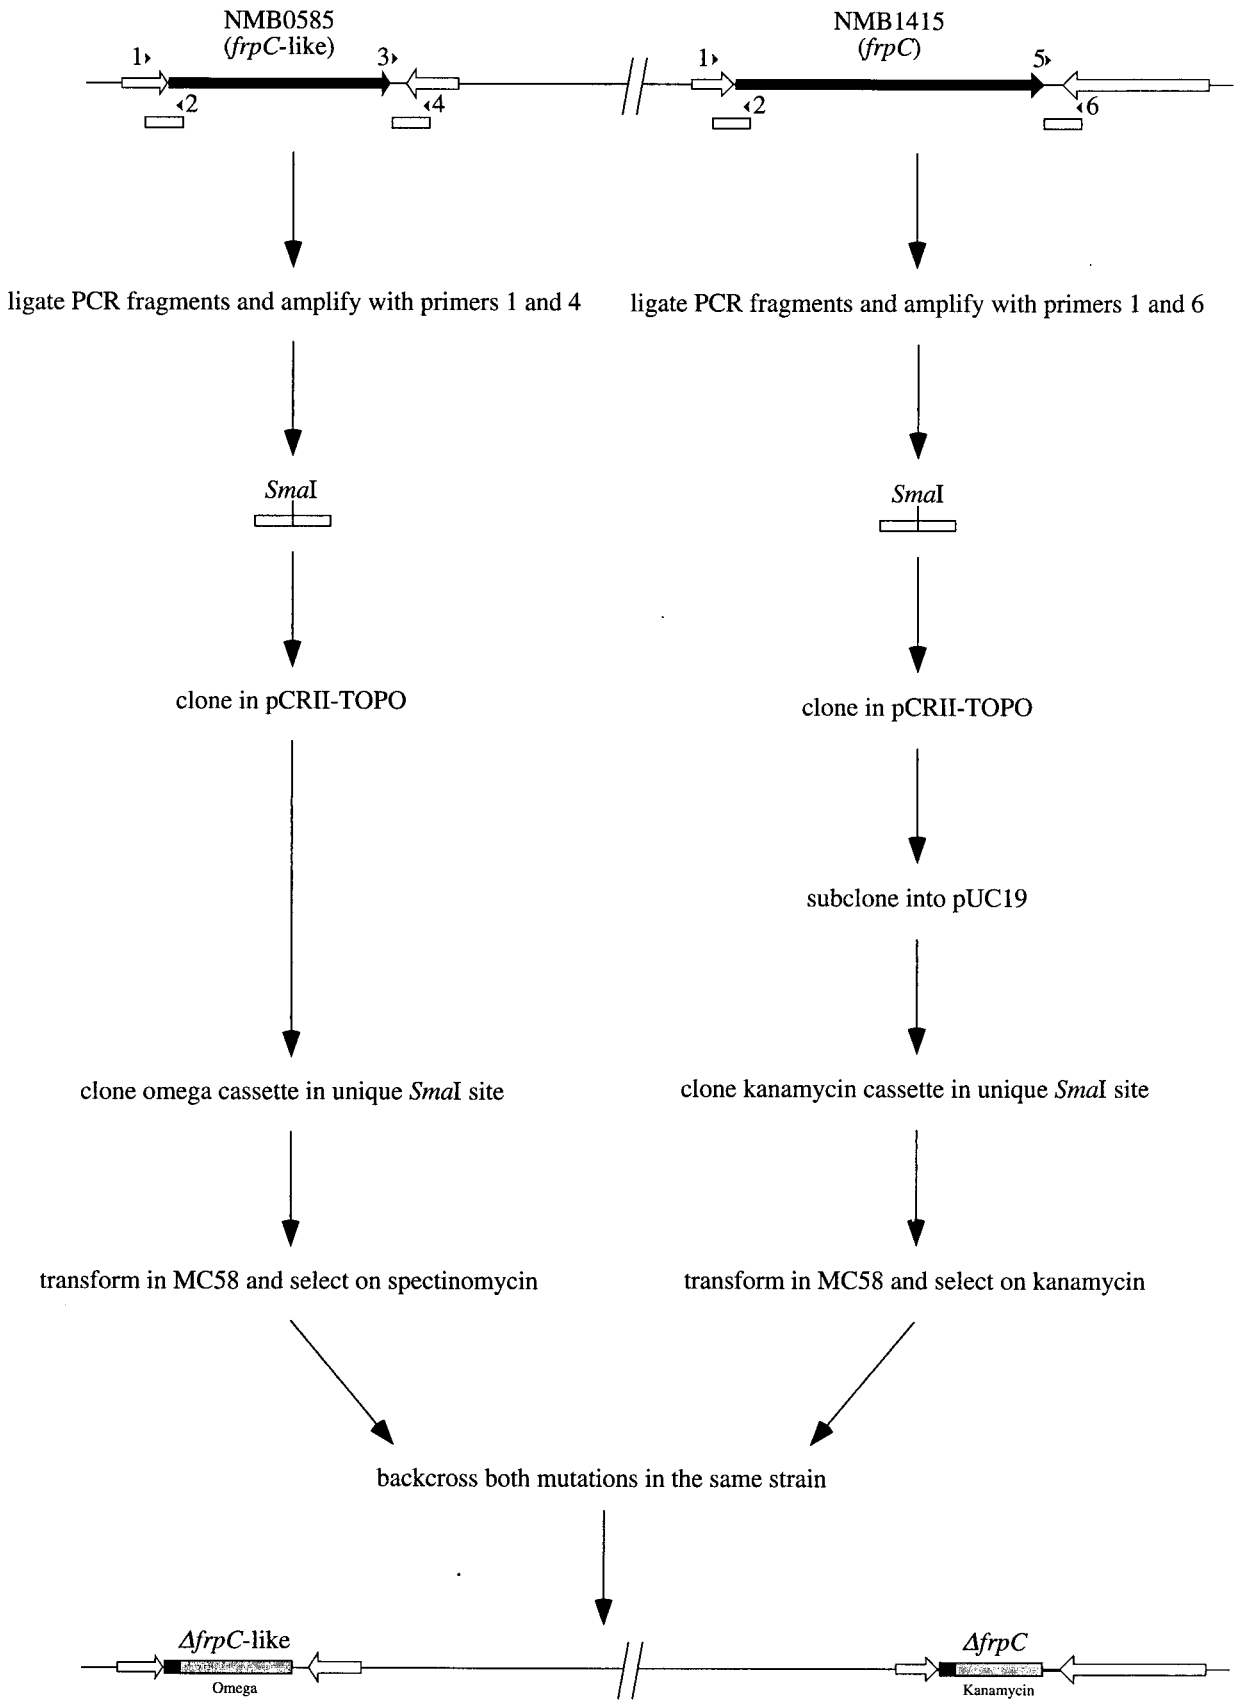 NMB0585
(frpC-like)
NMB1415
(frpC)
1
3
1
5
2
4
2
6
ligate PCR fragments and amplify with primers 1 and 4
ligate PCR fragments and amplify with primers 1 and 6
SmaI
SmaI
clone in pCRII-TOPO
clone in pCRII-TOPO
subclone into pUC19
clone omega cassette in unique SmaI site
clone kanamycin cassette in unique SmaI site
transform in MC58 and select on spectinomycin
transform in MC58 and select on kanamycin
backcross both mutations in the same strain
ΔfrpC-like
ΔfrpC
Omega
Kanamycin